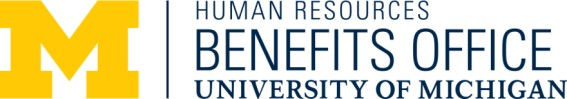 M
HUMAN RESOURCES
BENEFITS OFFICE
UNIVERSITY OF MICHIGAN